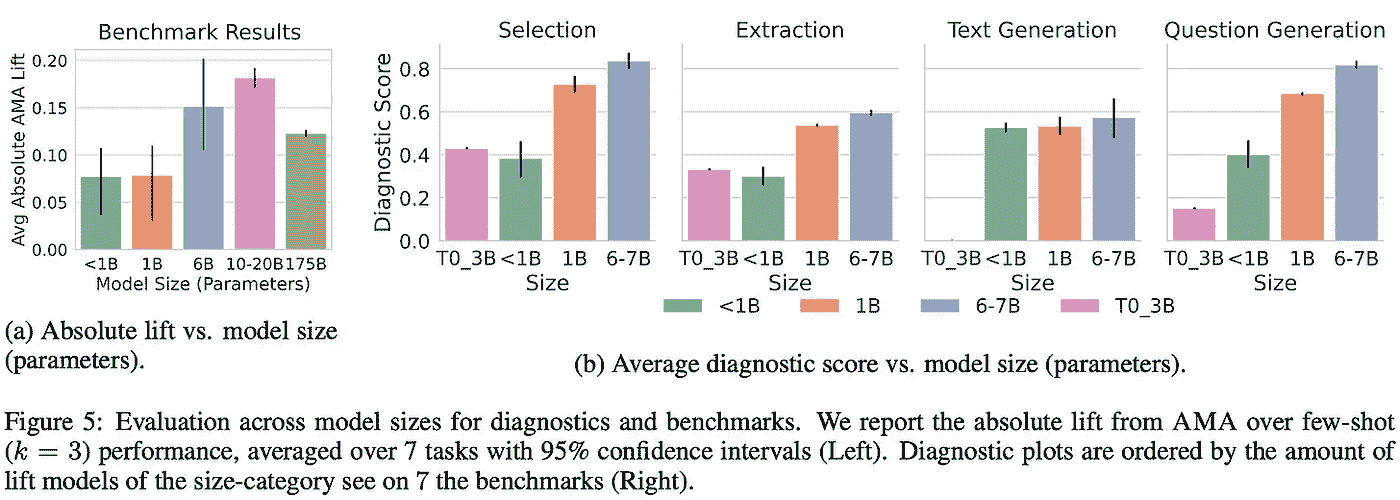 Benchmark Results
Avg Absolute AMA Lift
0.20
0.15
0.10
0.05
0.00
<1B 1B 6B 10-20B 175B
Model Size (Parameters)
(a) Absolute lift vs. model size
(parameters).
Selection Extraction Text Generation Question Generation
Diagnostic Score
0.8
0.6
0.4
0.2
0.0
T0_3B <1B 1B 6-7B T0_3B <1B 1B 6-7B T0_3B <1B 1B 6-7B T0_3B <1B 1B 6-7B
Size Size Size Size
<1B 1B 6-7B T0_3B
(b) Average diagnostic score vs. model size (parameters).
Figure 5: Evaluation across model sizes for diagnostics and benchmarks. We report the absolute lift from AMA over few-shot
(k = 3) performance, averaged over 7 tasks with 95% confidence intervals (Left). Diagnostic plots are ordered by the amount of
lift models of the size-category see on 7 the benchmarks (Right).